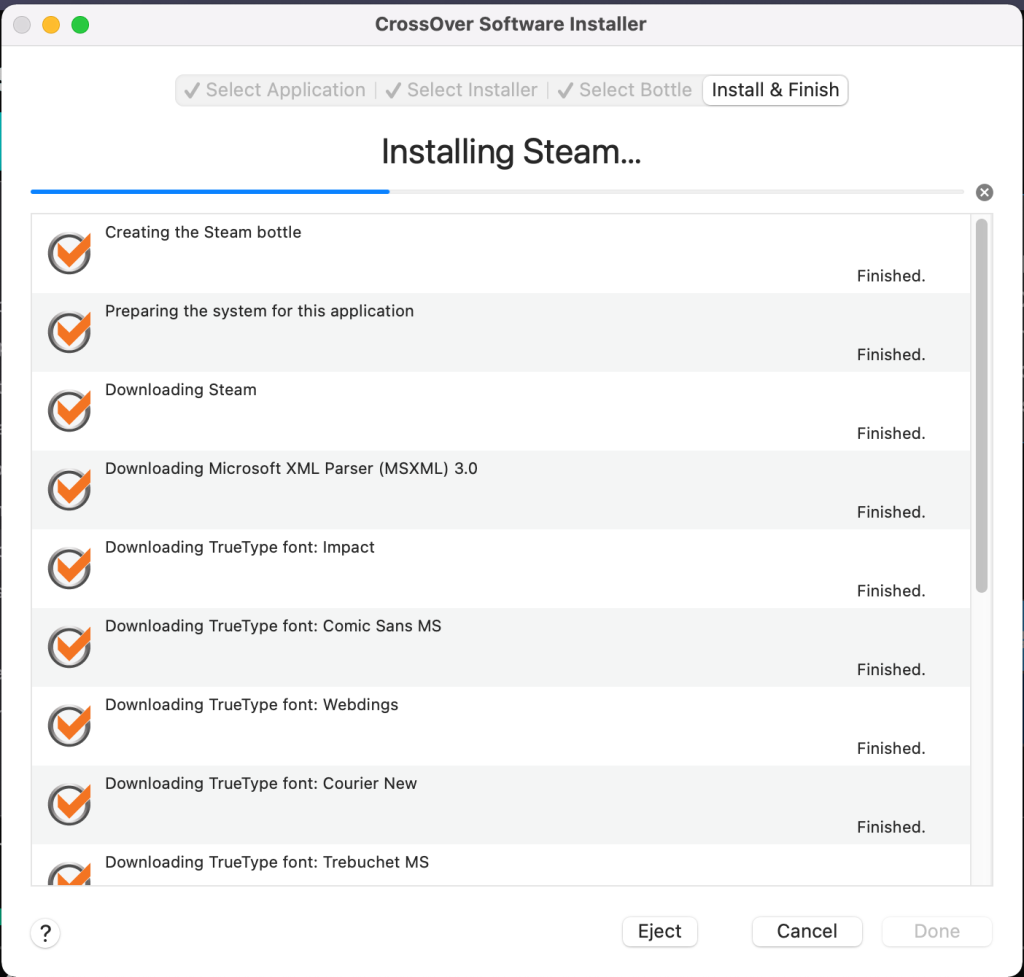 CrossOver Software Installer
Select Application
Select Installer
Select Bottle
Install & Finish
Installing Steam...
Creating the Steam bottle
Finished.
Preparing the system for this application
Finished.
Downloading Steam
Finished.
Downloading Microsoft XML Parser (MSXML) 3.0
Finished.
Downloading TrueType font: Impact
Finished.
Downloading TrueType font: Comic Sans MS
Finished.
Downloading TrueType font: Webdings
Finished.
Downloading TrueType font: Courier New
Finished.
Downloading TrueType font: Trebuchet MS
?
Eject
Cancel
Done